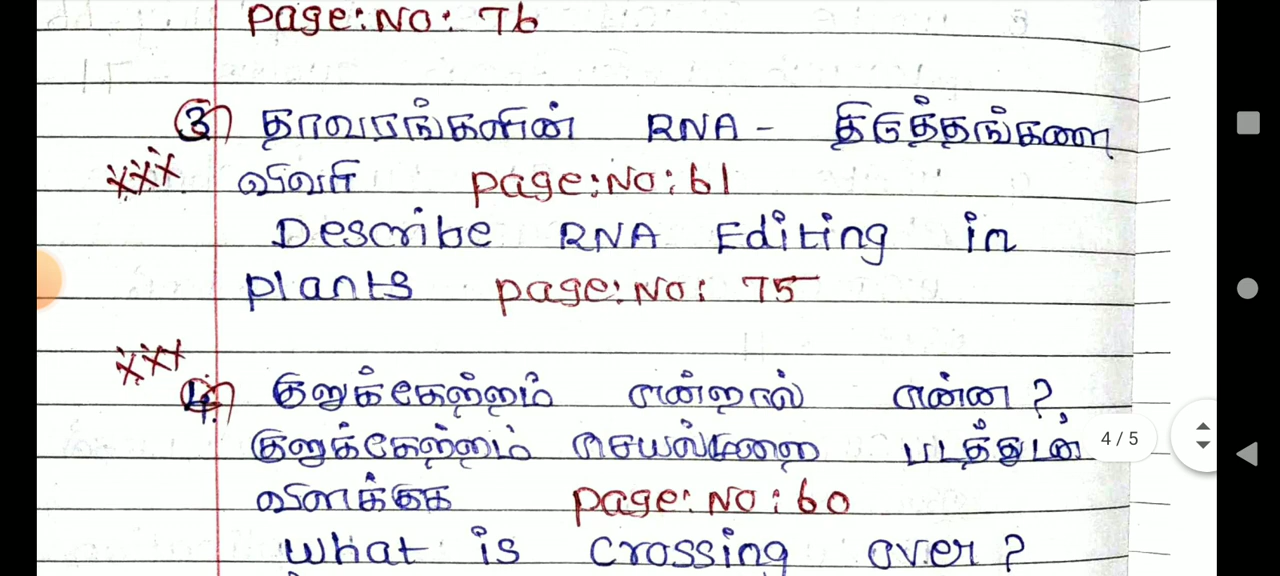 page:No: 76
3) தாவரங்களின் RNA - திருத்தங்களை
xxx விவரி page:No:61
Describe RNA Editing in
plants page:No: 75
xxx
4) குறுக்கேற்றம் என்றால் என்ன?,
குறுக்கேற்றம் செயல்முறை படத்துடன்
4 / 5
விளக்குக page:No:60
What is crossing over?